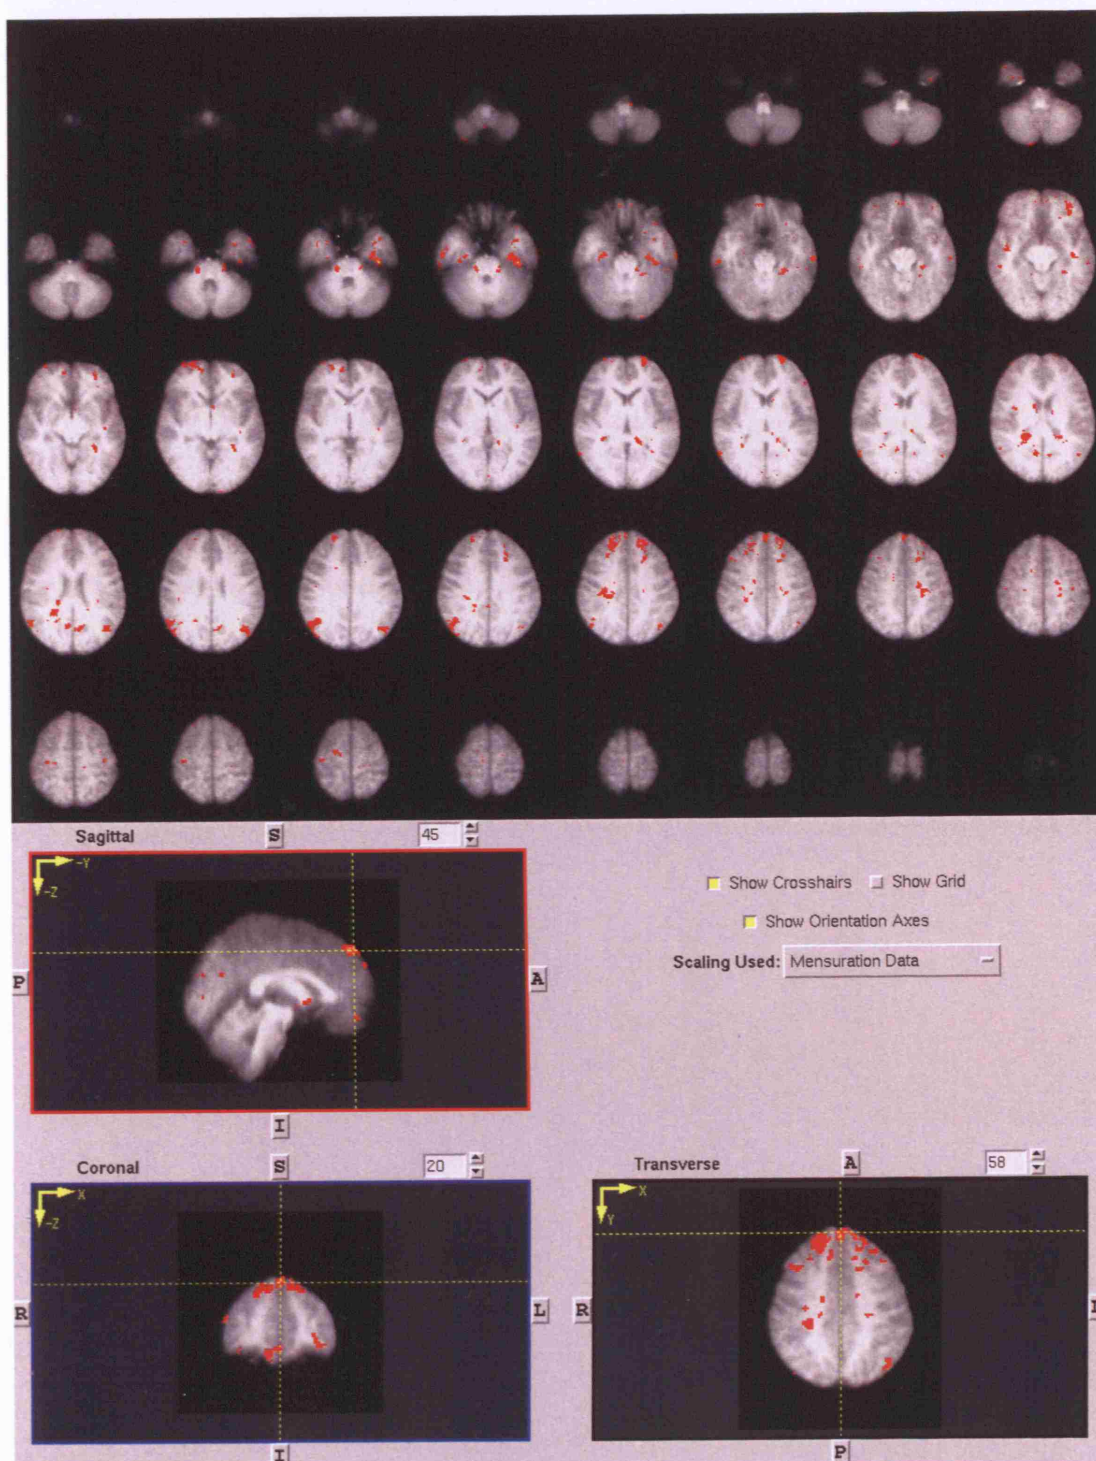 Sagittal S 45
-Y
-Z
P A
I
Show Crosshairs Show Grid
Show Orientation Axes
Scaling Used: Mensuration Data
Coronal S 20
X
-Z
R L
I
Transverse A 58
X
Y
R
P